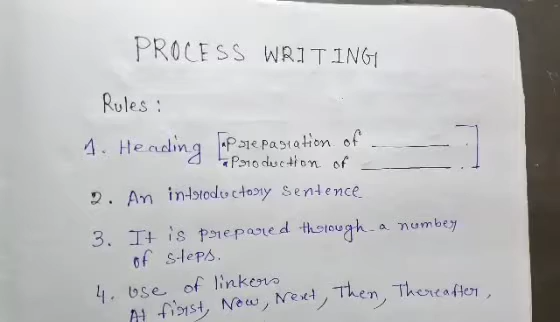 PROCESS WRITING
Rules :
1. Heading [•Preparation of ______
•Production of ______ . ]
2. An introductory sentence
3. It is prepared through a number
of steps.
4. Use of linkers
At first, Now, Next, Then, Thereafter,